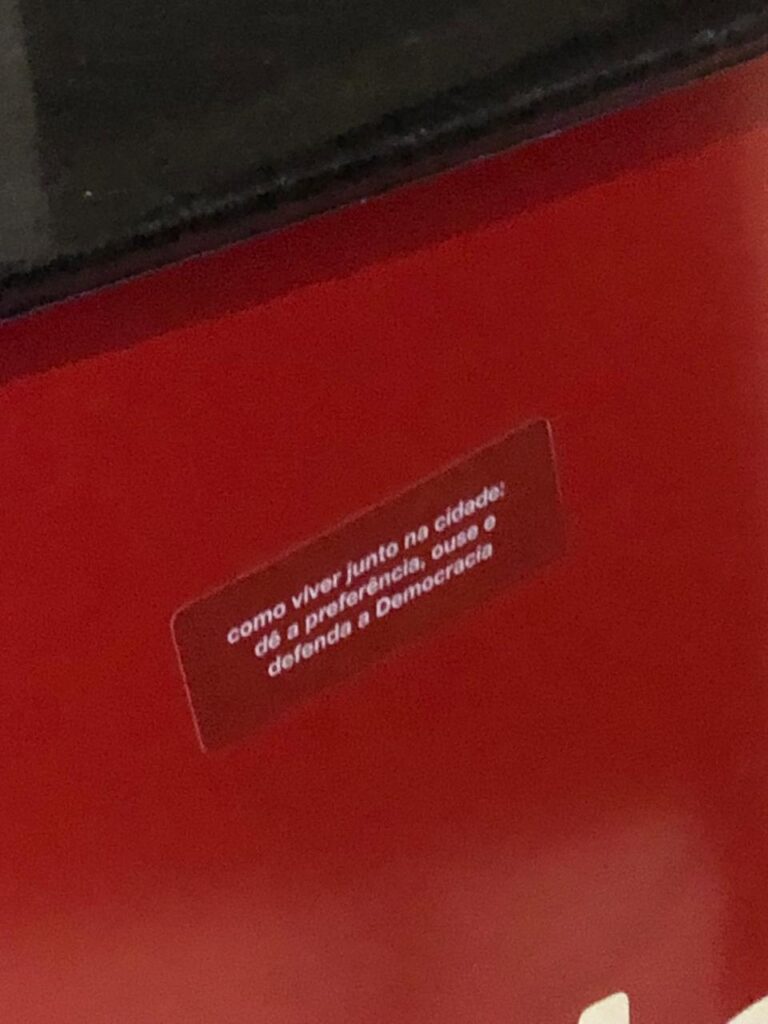 como viver junto na cidade:
dê a preferência, ouse e
defenda a Democracia